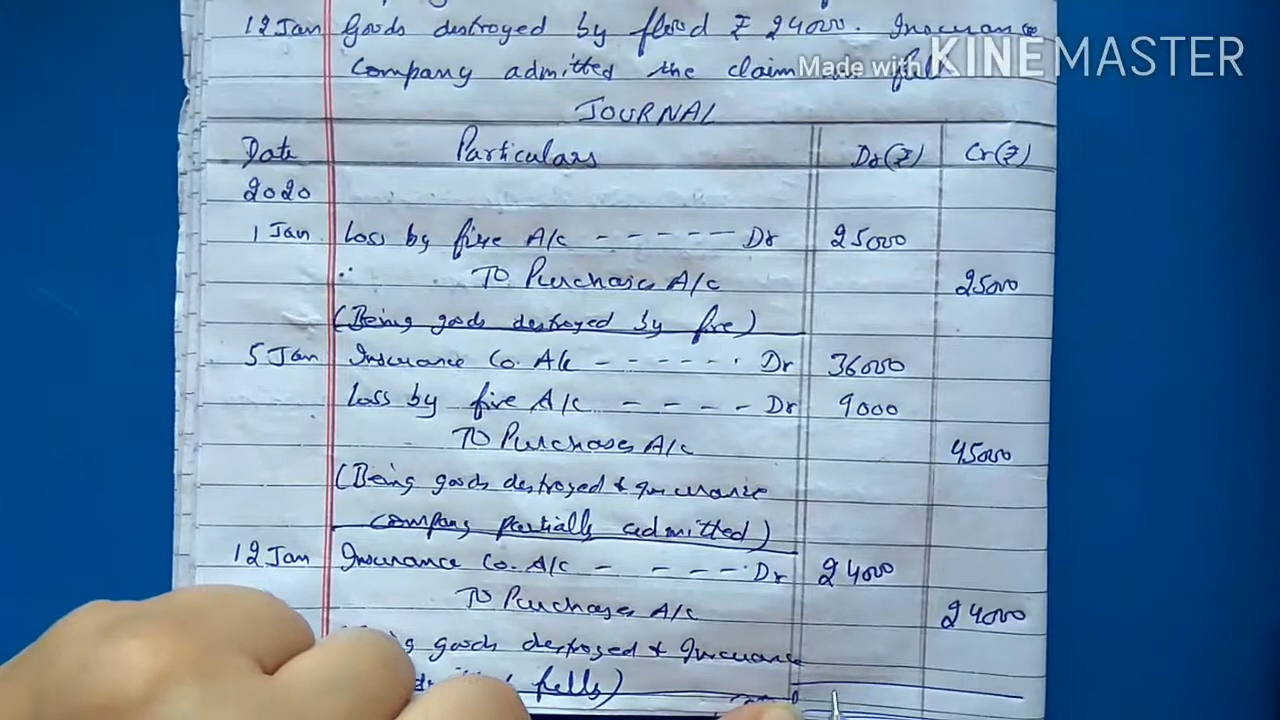 12 Jan Goods destroyed by flood ₹ 24000. Insurance
Company admitted the claim
Made with KINEMASTER
JOURNAL
Date Particulars Dr(₹) Cr(₹)
2020
1 Jan Loss by fire A/c - - - - - Dr 25000
To Purchases A/c 25000
(Being goods destroyed by fire)
5 Jan Insurance Co. A/c - - - - - - Dr 36000
Loss by fire A/c - - - - Dr 9000
To Purchases A/c 45000
(Being goods destroyed & insurance
company partially admitted)
12 Jan Insurance Co. A/c - - - - Dr 24000
To Purchases A/c 24000
goods destroyed & Insurance
fully)